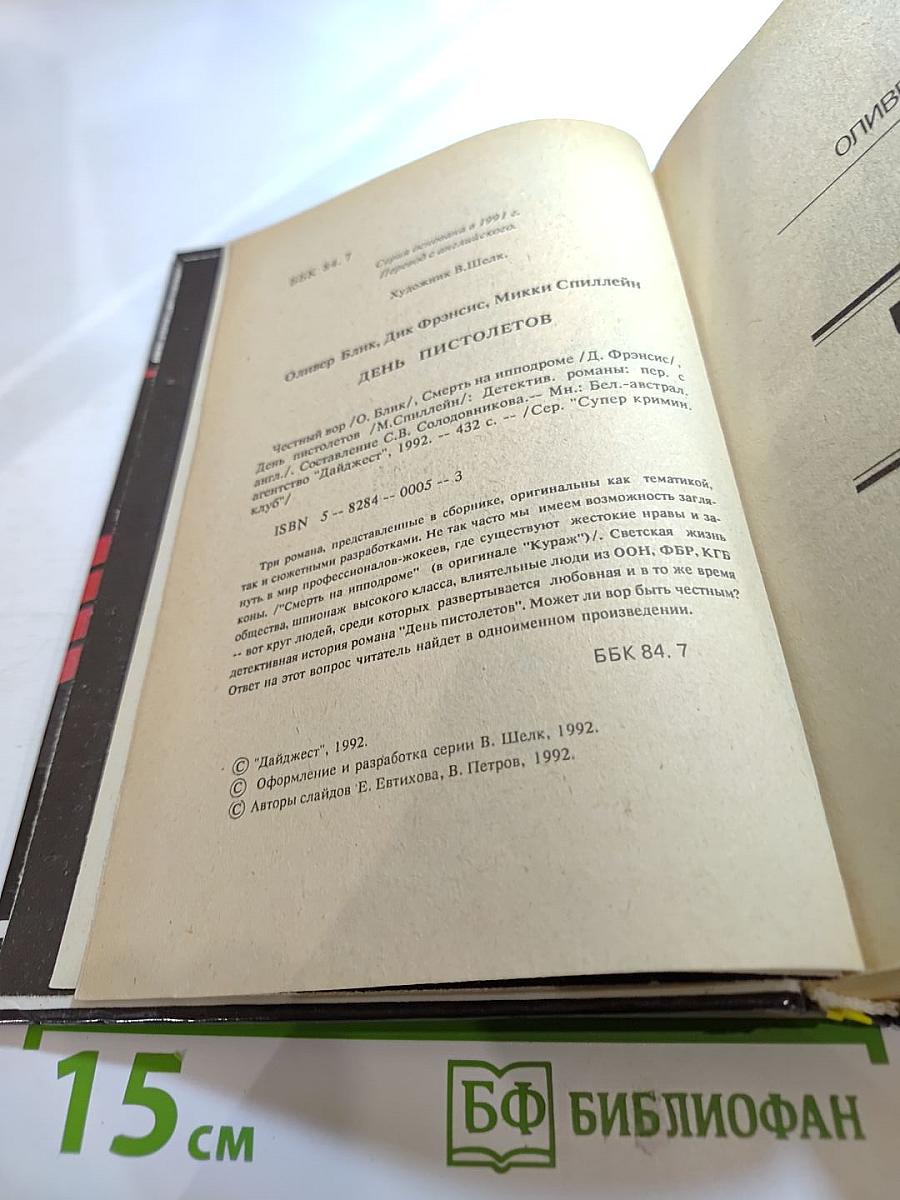 ББК 84. 7
Серия основана в 1991 г.
Перевод с английского.
Художник В.Шелк.
Оливер Блик, Дик Фрэнсис, Микки Спиллейн
ДЕНЬ ПИСТОЛЕТОВ
Честный вор /О. Блик/, Смерть на ипподроме /Д. Фрэнсис/,
День пистолетов /М.Спиллейн/: Детектив. романы: пер. с
англ./. Составление С.В. Солодовникова.-- Мн.: Бел.-австрал.
агентство "Дайджест", 1992. -- 432 с. -- /Сер. "Супер кримин.
клуб"/
ISBN 5 -- 8284 -- 0005 -- 3
Три романа, представленные в сборнике, оригинальны как тематикой,
так и сюжетными разработками. Не так часто мы имеем возможность загля-
нуть в мир профессионалов-жокеев, где существуют жестокие нравы и за-
коны. /"Смерть на ипподроме" (в оригинале "Кураж")/. Светская жизнь
общества, шпионаж высокого класса, влиятельные люди из ООН, ФБР, КГБ
-- вот круг людей, среди которых развертывается любовная и в то же время
детективная история романа "День пистолетов". Может ли вор быть честным?
Ответ на этот вопрос читатель найдет в одноименном произведении.
ББК 84. 7
© "Дайджест", 1992.
© Оформление и разработка серии В. Шелк, 1992.
© Авторы слайдов Е. Евтихова, В. Петров, 1992.
15 см
БФ БИБЛИОФАН